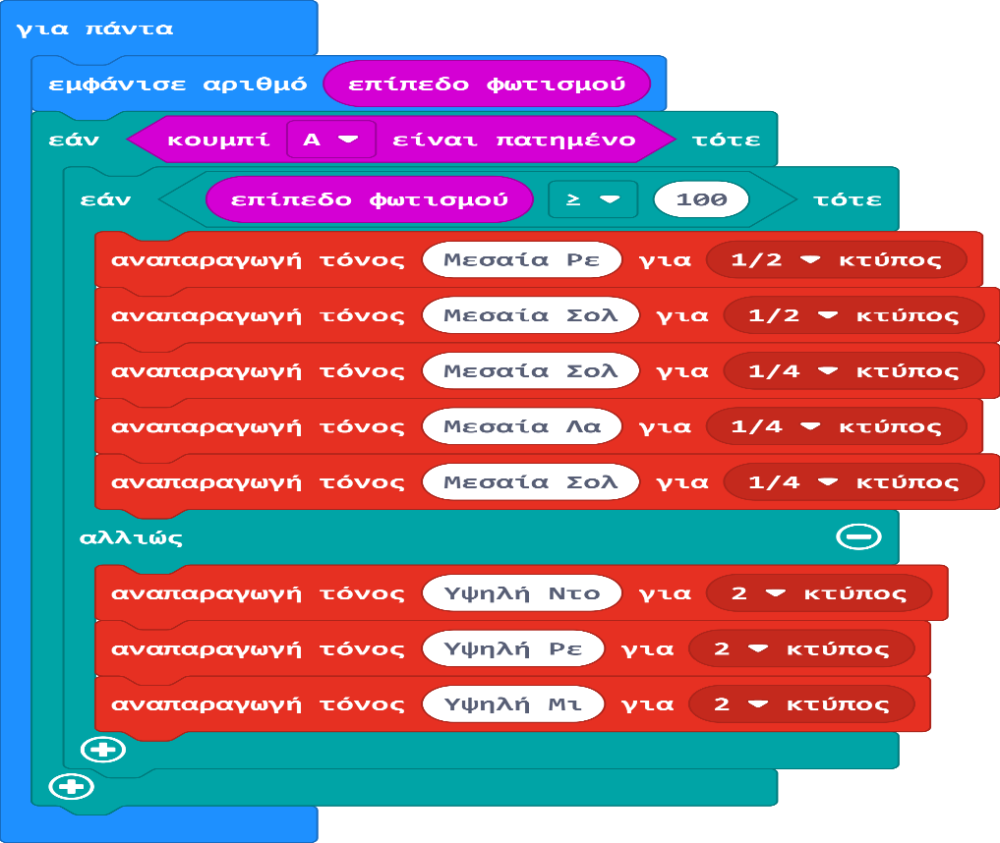 για πάντα
εμφάνισε αριθμό επίπεδο φωτισμού
εάν κουμπί A είναι πατημένο τότε
εάν επίπεδο φωτισμού ≥ 100 τότε
αναπαραγωγή τόνος Μεσαία Ρε για 1/2 κτύπος
αναπαραγωγή τόνος Μεσαία Σολ για 1/2 κτύπος
αναπαραγωγή τόνος Μεσαία Σολ για 1/4 κτύπος
αναπαραγωγή τόνος Μεσαία Λα για 1/4 κτύπος
αναπαραγωγή τόνος Μεσαία Σολ για 1/4 κτύπος
αλλιώς
αναπαραγωγή τόνος Υψηλή Ντο για 2 κτύπος
αναπαραγωγή τόνος Υψηλή Ρε για 2 κτύπος
αναπαραγωγή τόνος Υψηλή Μι για 2 κτύπος